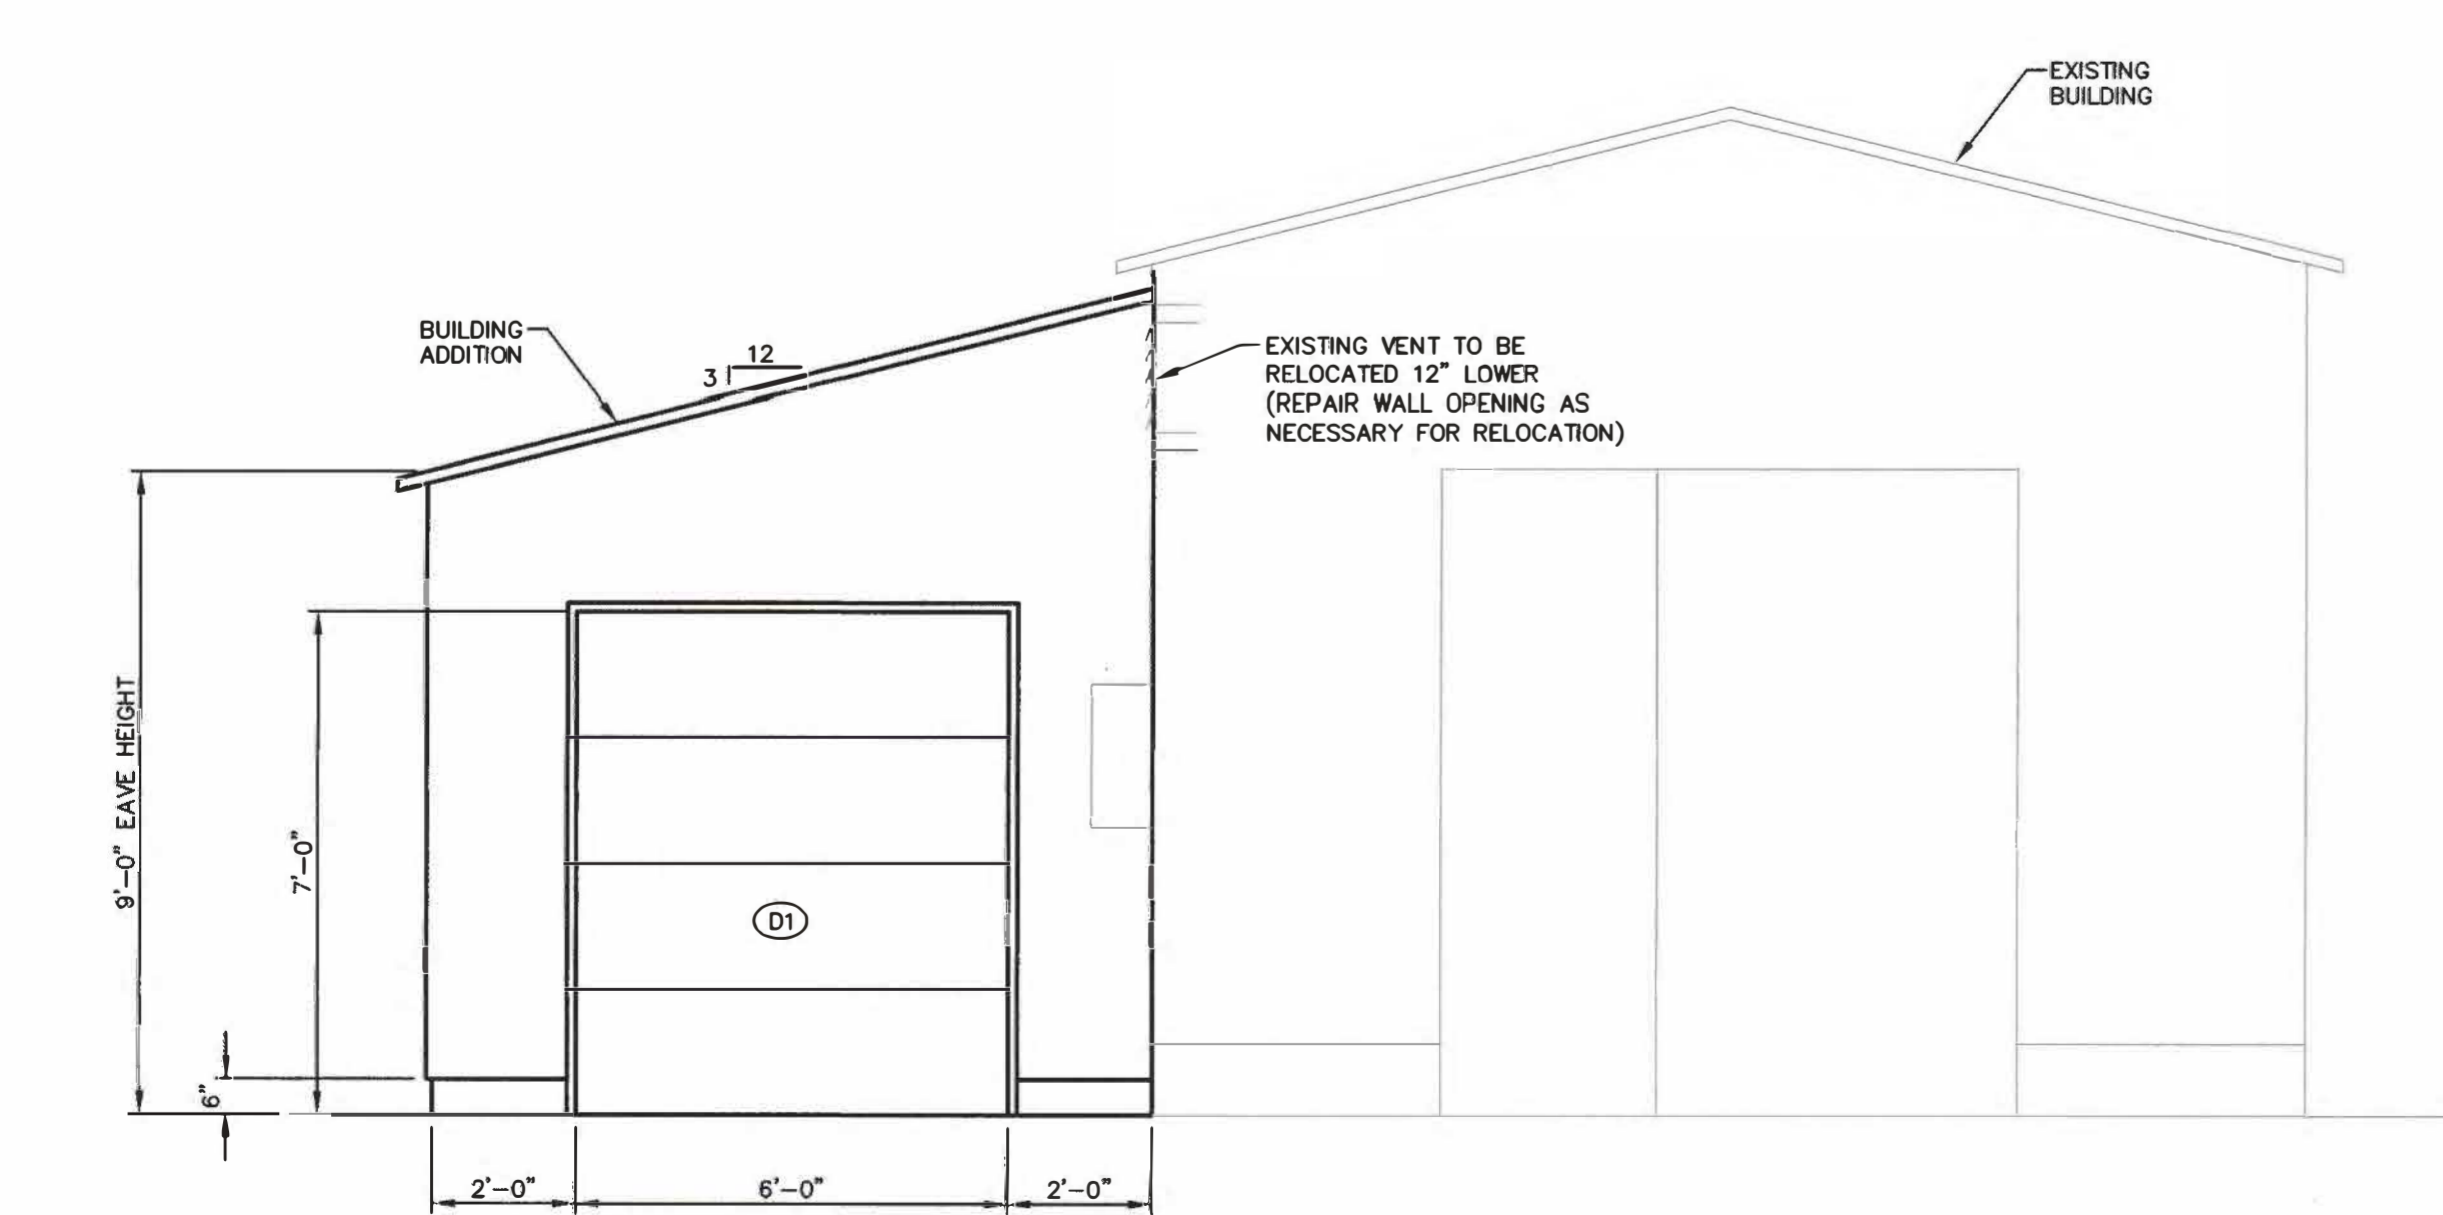 EXISTING
BUILDING
BUILDING
ADDITION
12
3
EXISTING VENT TO BE
RELOCATED 12" LOWER
(REPAIR WALL OPENING AS
NECESSARY FOR RELOCATION)
9'-0" EAVE HEIGHT
7'-0"
D1
6"
2'-0"
6'-0"
2'-0"